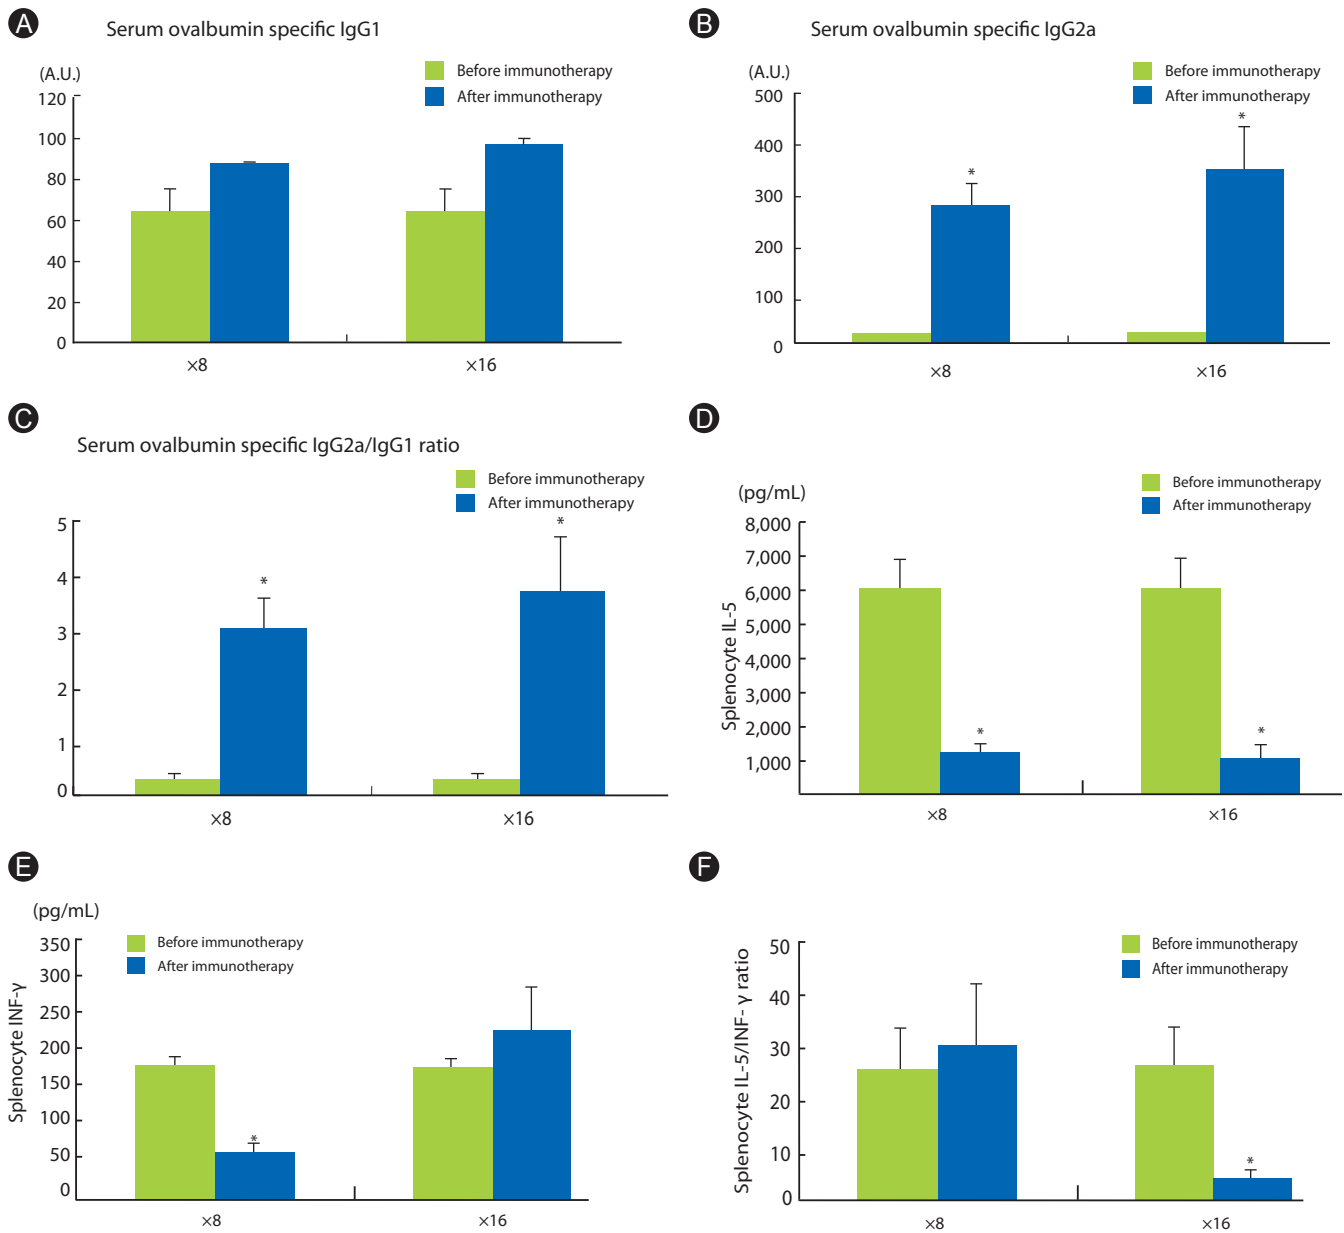 A
Serum ovalbumin specific IgG1
(A.U.)
Before immunotherapy
After immunotherapy
120
100
80
60
40
20
0
×8
×16
B
Serum ovalbumin specific IgG2a
(A.U.)
Before immunotherapy
After immunotherapy
500
400
300
200
100
0
*
*
×8
×16
C
Serum ovalbumin specific IgG2a/IgG1 ratio
Before immunotherapy
After immunotherapy
5
4
3
2
1
0
*
*
×8
×16
D
(pg/mL)
Before immunotherapy
After immunotherapy
Splenocyte IL-5
8,000
7,000
6,000
5,000
4,000
3,000
2,000
1,000
*
*
×8
×16
E
(pg/mL)
Before immunotherapy
After immunotherapy
Splenocyte INF-γ
350
300
250
200
150
100
50
0
*
×8
×16
F
Before immunotherapy
After immunotherapy
Splenocyte IL-5/INF- γ ratio
50
40
30
20
10
0
*
×8
×16